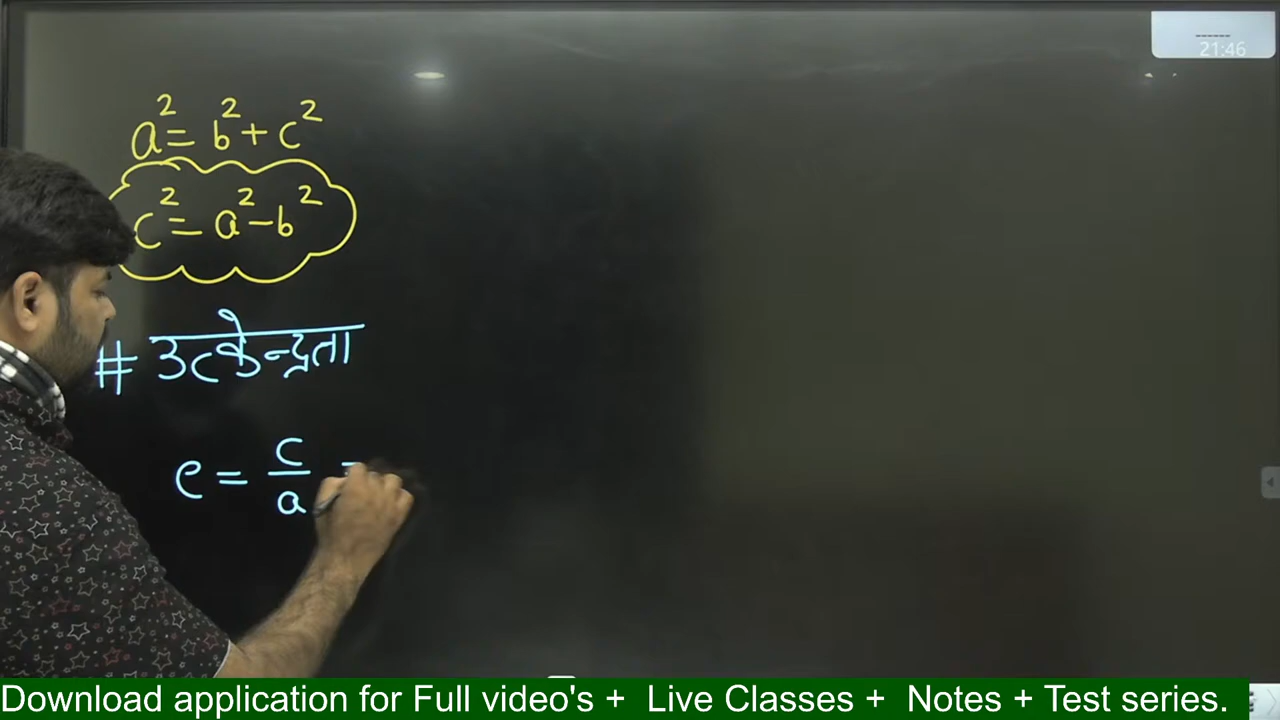 21:46
a² = b² + c²
c² = a² – b²
# उत्केन्द्रता
e = c/a =
Download application for Full video's + Live Classes + Notes + Test series.